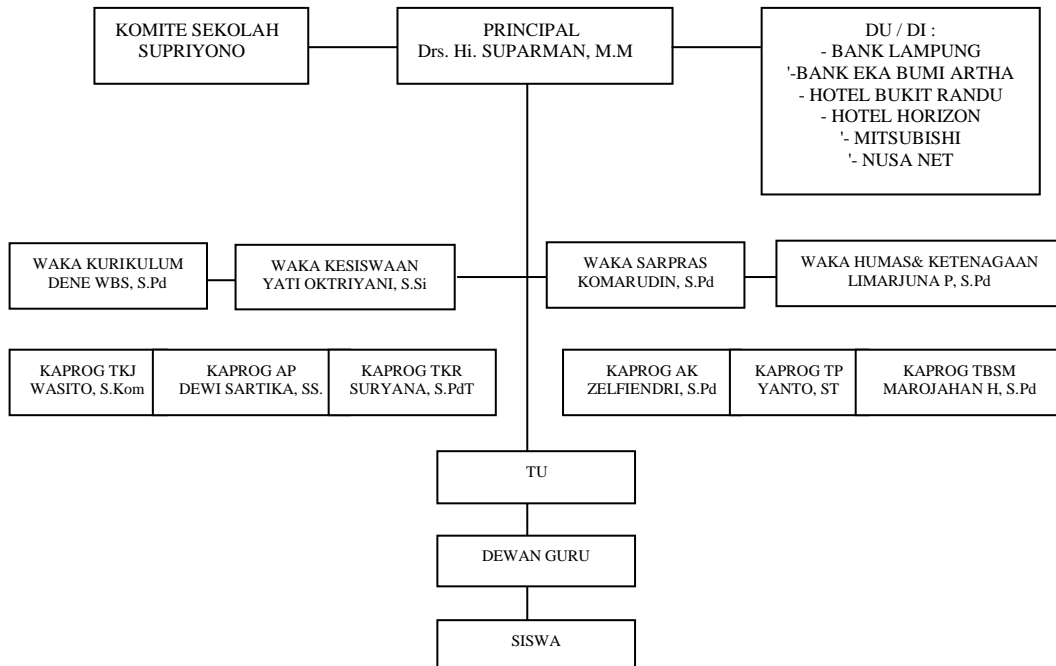 KOMITE SEKOLAH
SUPRIYONO
PRINCIPAL
Drs. Hi. SUPARMAN, M.M
DU / DI :
- BANK LAMPUNG
'-BANK EKA BUMI ARTHA
- HOTEL BUKIT RANDU
- HOTEL HORIZON
'- MITSUBISHI
'- NUSA NET
WAKA KURIKULUM
DENE WBS, S.Pd
WAKA KESISWAAN
YATI OKTRIYANI, S.Si
WAKA SARPRAS
KOMARUDIN, S.Pd
WAKA HUMAS& KETENAGAAN
LIMARJUNA P, S.Pd
KAPROG TKJ
WASITO, S.Kom
KAPROG AP
DEWI SARTIKA, SS.
KAPROG TKR
SURYANA, S.PdT
KAPROG AK
ZELFIENDRI, S.Pd
KAPROG TP
YANTO, ST
KAPROG TBSM
MAROJAHAN H, S.Pd
TU
DEWAN GURU
SISWA